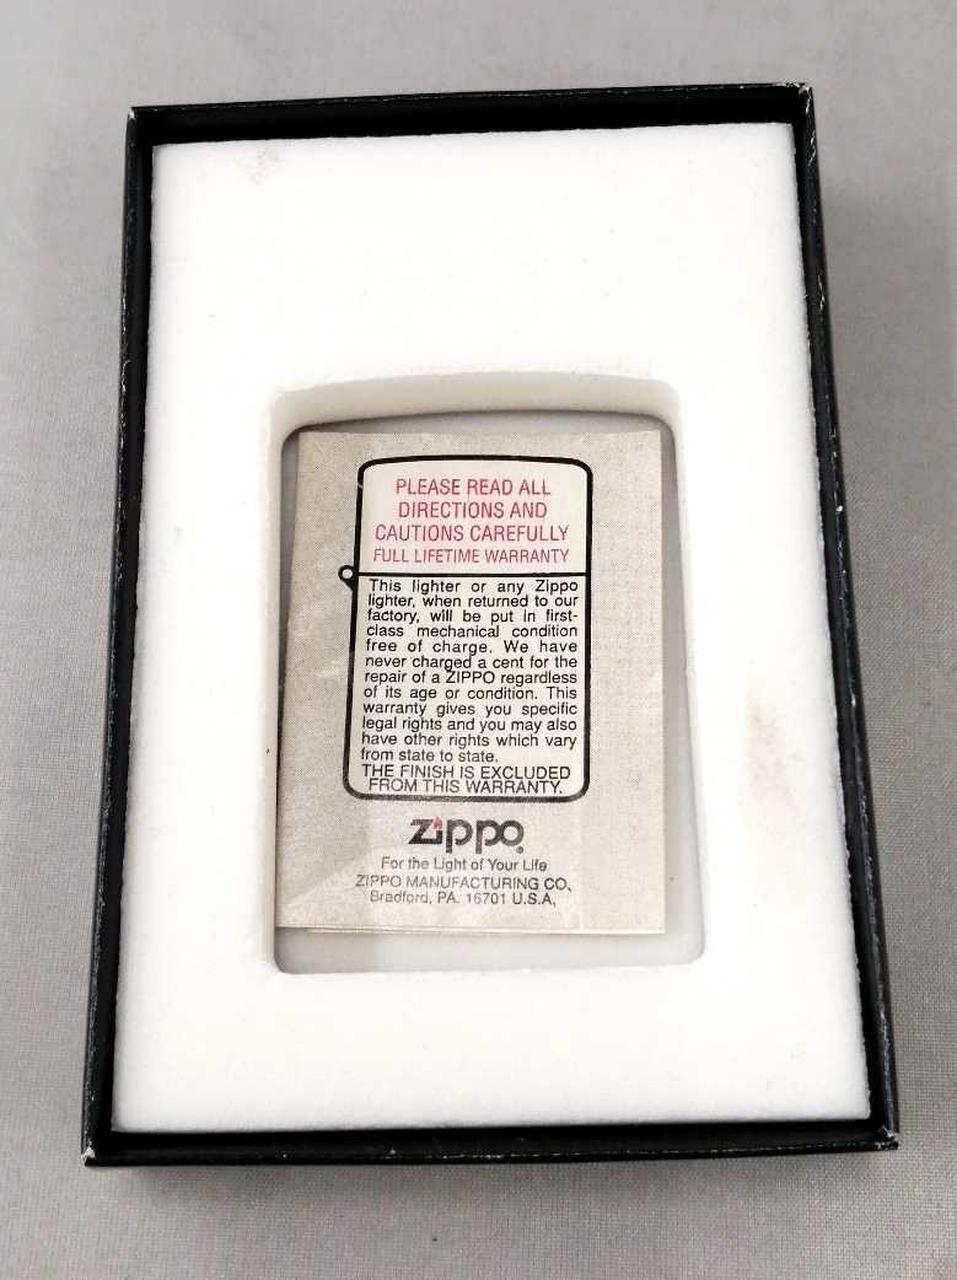 PLEASE READ ALL
DIRECTIONS AND
CAUTIONS CAREFULLY
FULL LIFETIME WARRANTY
This lighter or any Zippo
lighter, when returned to our
factory, will be put in first-
class mechanical condition
free of charge. We have
never charged a cent for the
repair of a ZIPPO regardless
of its age or condition. This
warranty gives you specific
legal rights and you may also
have other rights which vary
from state to state.
THE FINISH IS EXCLUDED
FROM THIS WARRANTY.
zippo
For the Light of Your Life
ZIPPO MANUFACTURING CO,
Bradford, PA. 16701 U.S.A,